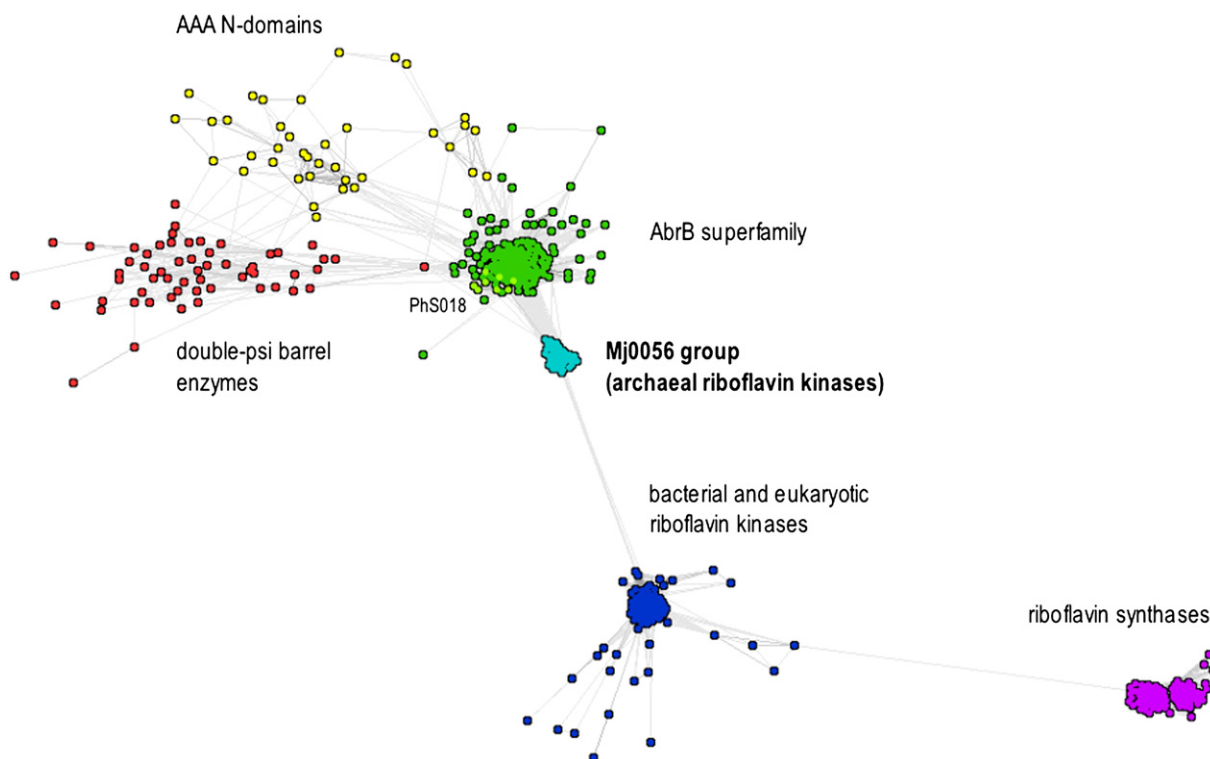 AAA N-domains
AbrB superfamily
PhS018
double-psi barrel
enzymes
Mj0056 group
(archaeal riboflavin kinases)
bacterial and eukaryotic
riboflavin kinases
riboflavin synthases